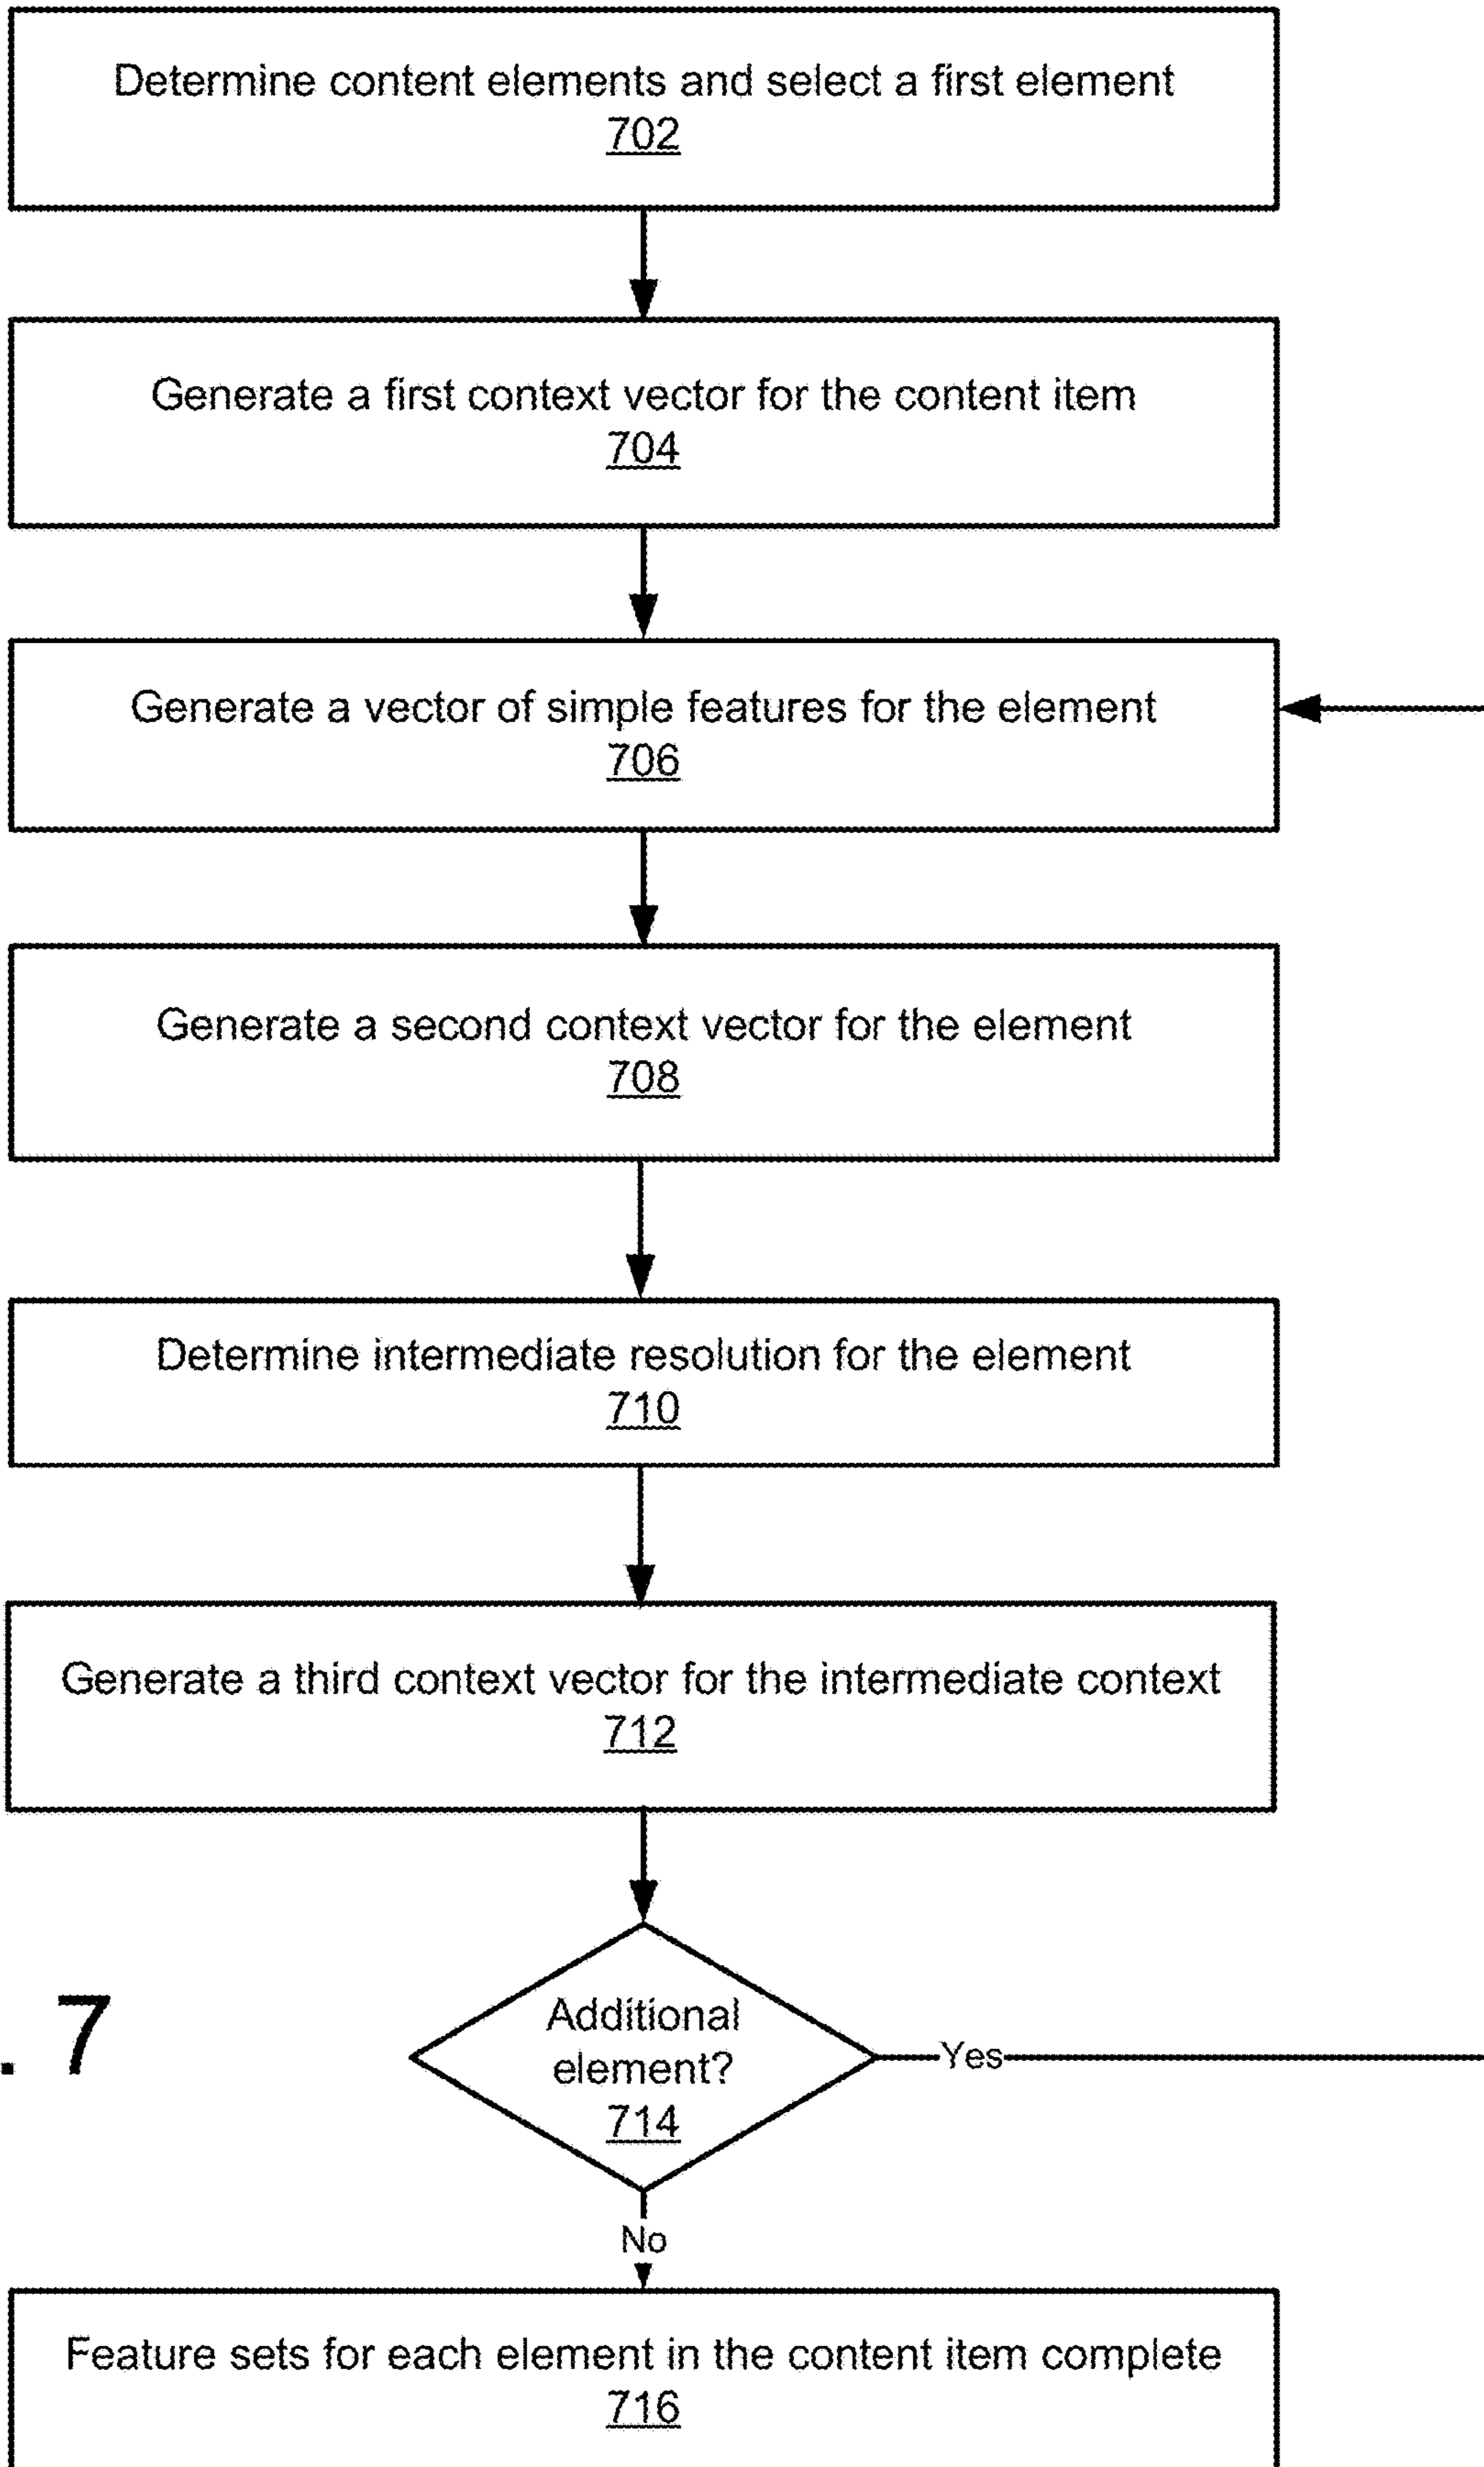 Determine content elements and select a first element
702
Generate a first context vector for the content item
704
Generate a vector of simple features for the element
706
Generate a second context vector for the element
708
Determine intermediate resolution for the element
710
Generate a third context vector for the intermediate context
712
. 7
Additional
element?
714
Yes
No
Feature sets for each element in the content item complete
716